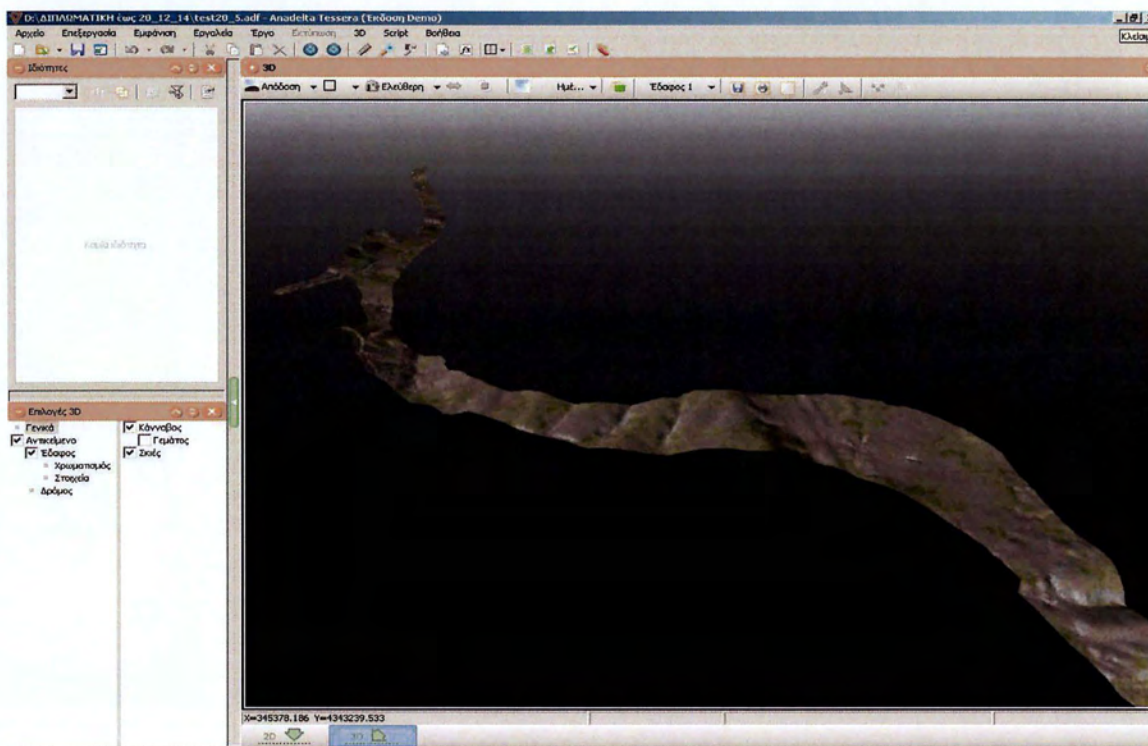 D:\ΔΙΠΛΩΜΑΤΙΚΗ έως 20_12_14\test20_5.adf - Anadelta Tessera (Έκδοση Demo)
Αρχείο Επεξεργασία Εμφάνιση Εργαλεία Έργο Εκτύπωση 3D Script Βοήθεια
Ιδιότητες
3D
Απόδοση Ελεύθερη Ημέ... Έδαφος 1
Καμία ιδιότητα
Επιλογές 3D
Γενικά
Αντικείμενο
Έδαφος
Χρωματισμός
Στοιχεία
Δρόμος
Κάνναβος
Γεμάτος
Σκιές
X=345378.186 Y=4343239.533
2D 3D